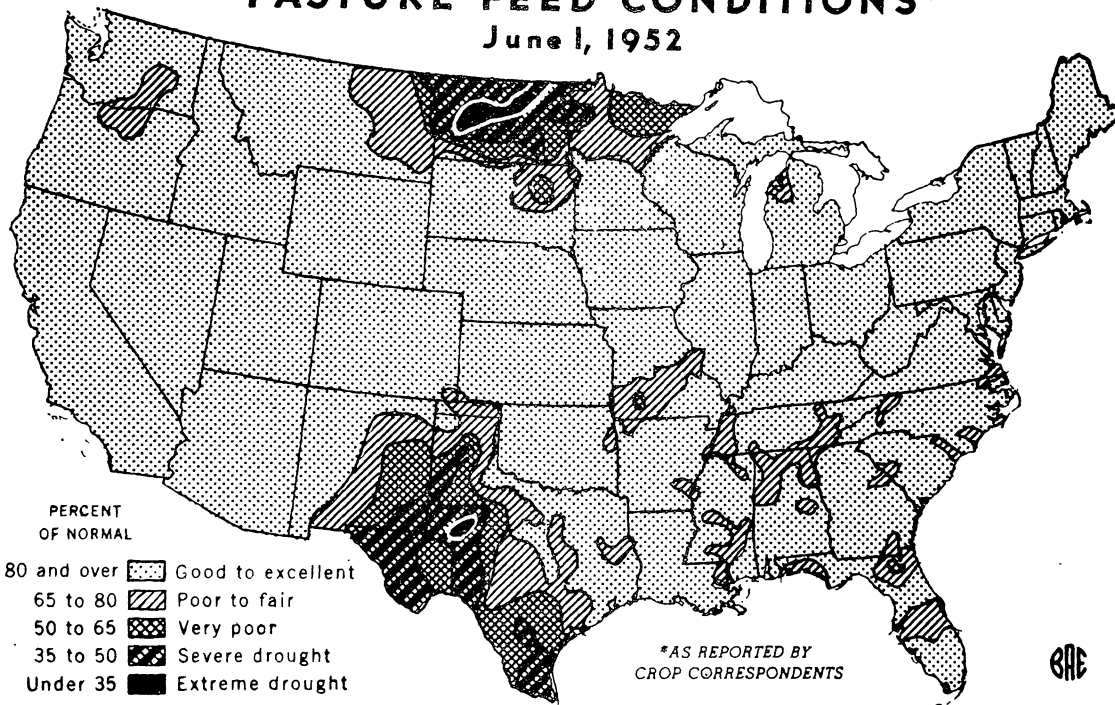 PASTURE FEED CONDITIONS*
June 1, 1952
PERCENT
OF NORMAL
80 and over Good to excellent
65 to 80 Poor to fair
50 to 65 Very poor
35 to 50 Severe drought
Under 35 Extreme drought
*AS REPORTED BY
CROP CORRESPONDENTS
BAE